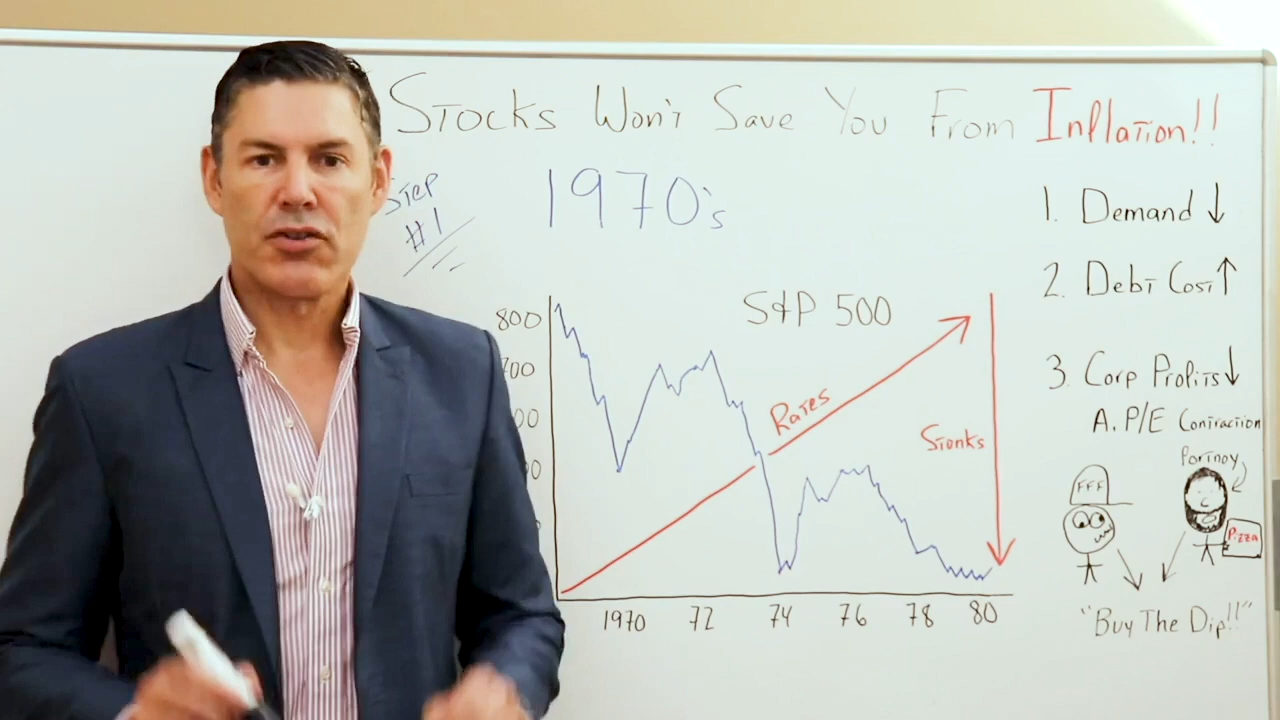 STOCKS WON'T SAVE YOU FROM INFLATION!!
STEP
#1
1970's
S&P 500
800
Rates
Stonks
1970 72 74 76 78 80
1. Demand ↓
2. Debt Cost ↑
3. Corp Profits ↓
A. P/E Contraction
Portnoy
FFF
Pizza
"Buy The Dip!!"